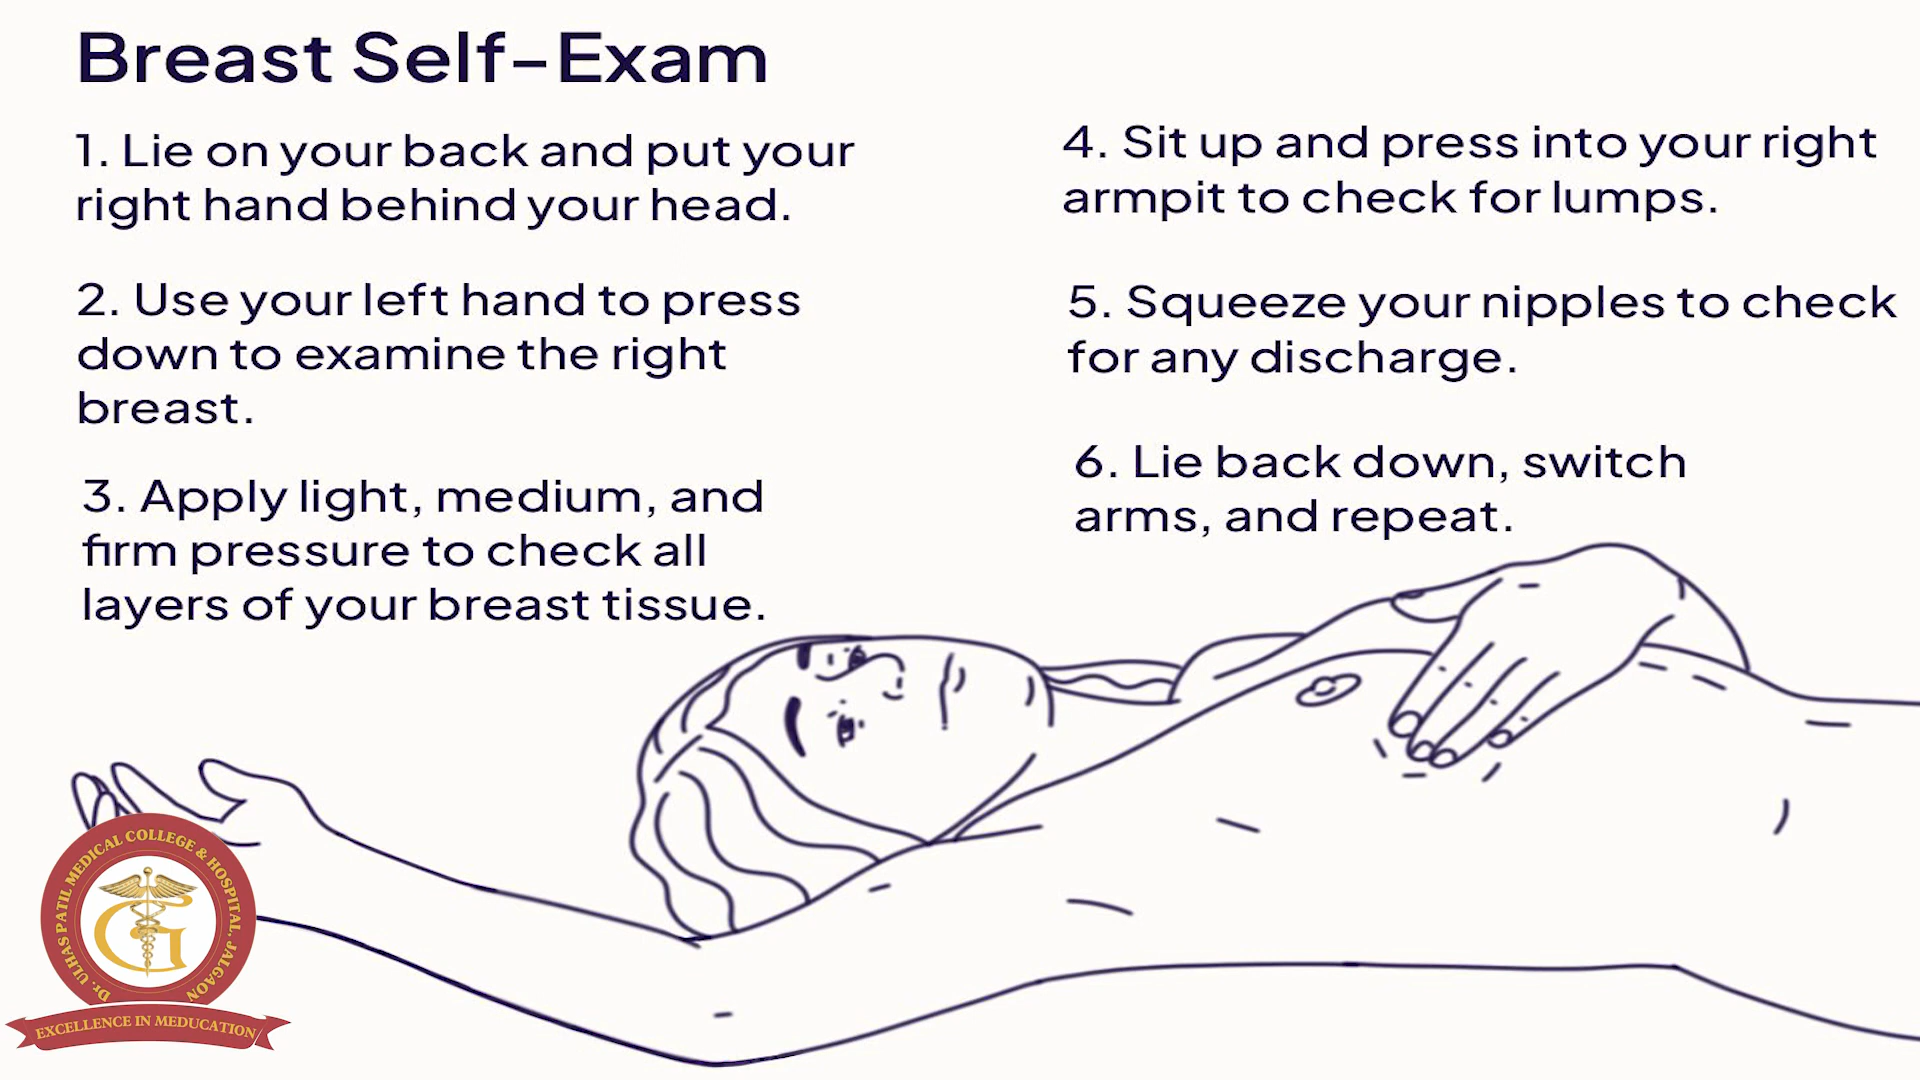 Breast Self-Exam
1. Lie on your back and put your
right hand behind your head.
2. Use your left hand to press
down to examine the right
breast.
3. Apply light, medium, and
firm pressure to check all
layers of your breast tissue.
4. Sit up and press into your right
armpit to check for lumps.
5. Squeeze your nipples to check
for any discharge.
6. Lie back down, switch
arms, and repeat.
Dr. ULHAS PATIL MEDICAL COLLEGE & HOSPITAL, JALGAON
G
EXCELLENCE IN MEDUCATION